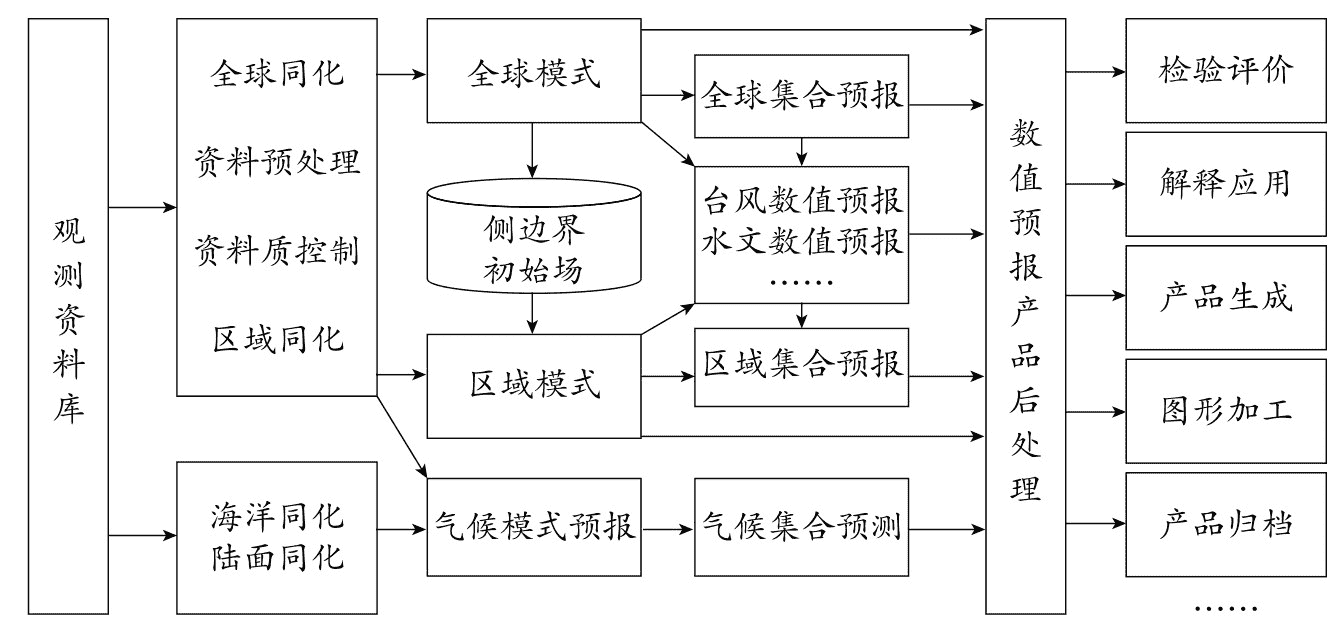 观测资料库
全球同化
资料预处理
资料质控制
区域同化
海洋同化
陆面同化
全球模式
侧边界
初始场
区域模式
气候模式预报
全球集合预报
台风数值预报
水文数值预报
……
区域集合预报
气候集合预测
数值预报产品后处理
检验评价
解释应用
产品生成
图形加工
产品归档
……